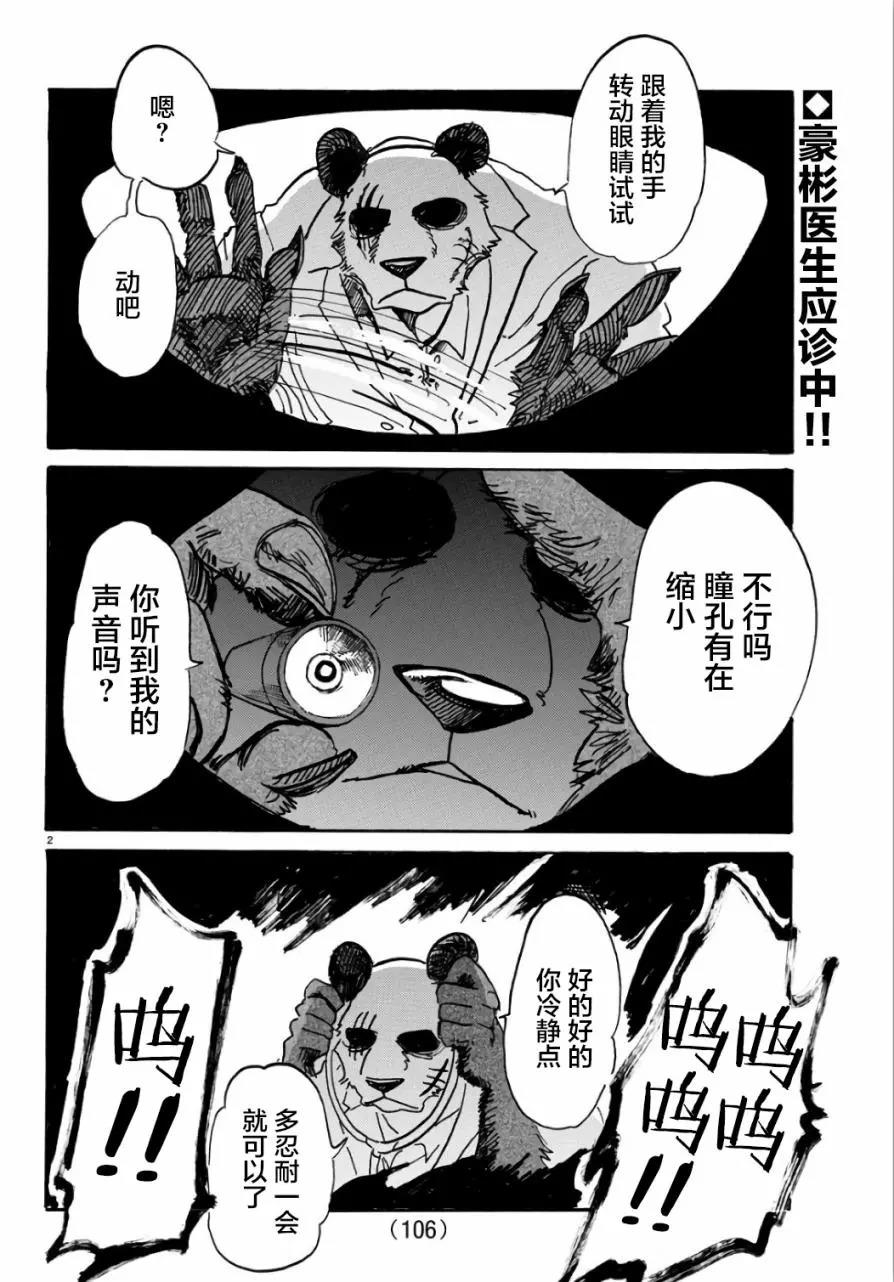 ◆豪彬医生应诊中!!
跟着我的手
转动眼睛试试
嗯?
动吧
不行吗
瞳孔有在
缩小
你听到我的
声音吗?
2
呜呜
呜呜!!
好的好的
你冷静点
多忍耐一会
就可以了
呜!!
(106)